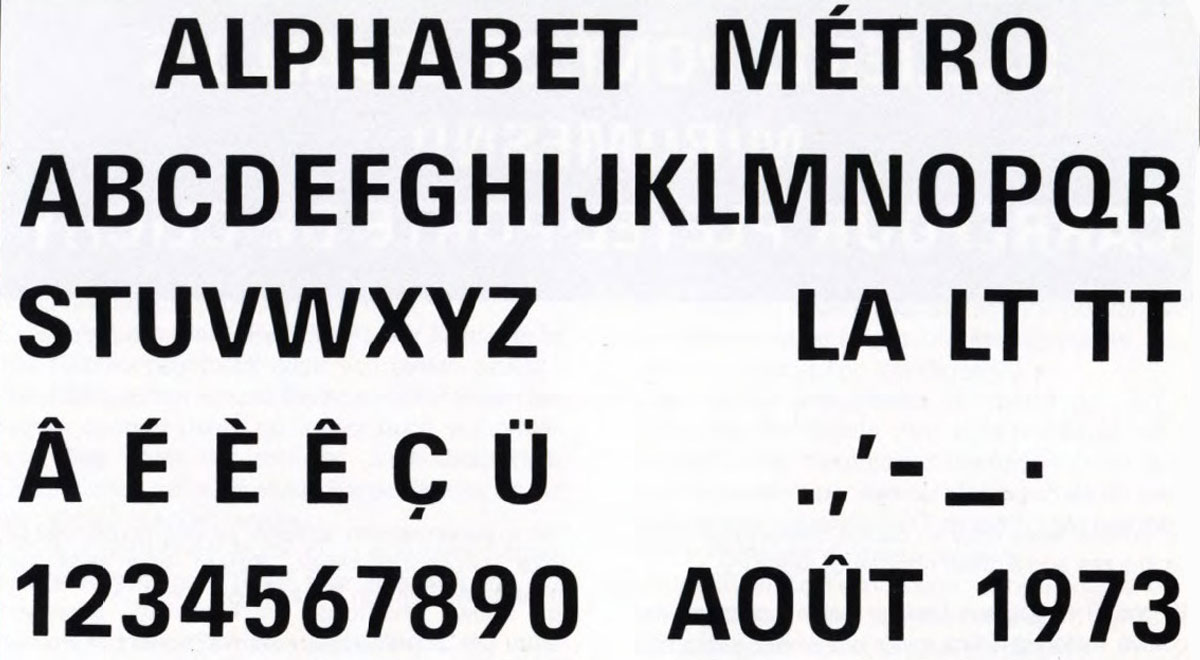 ALPHABET MÉTRO
ABCDEFGHIJKLMNOPQR
STUVWXYZ LA LT TT
Â É È Ê Ç Ü .,’- _ ·
1234567890 AOÛT 1973